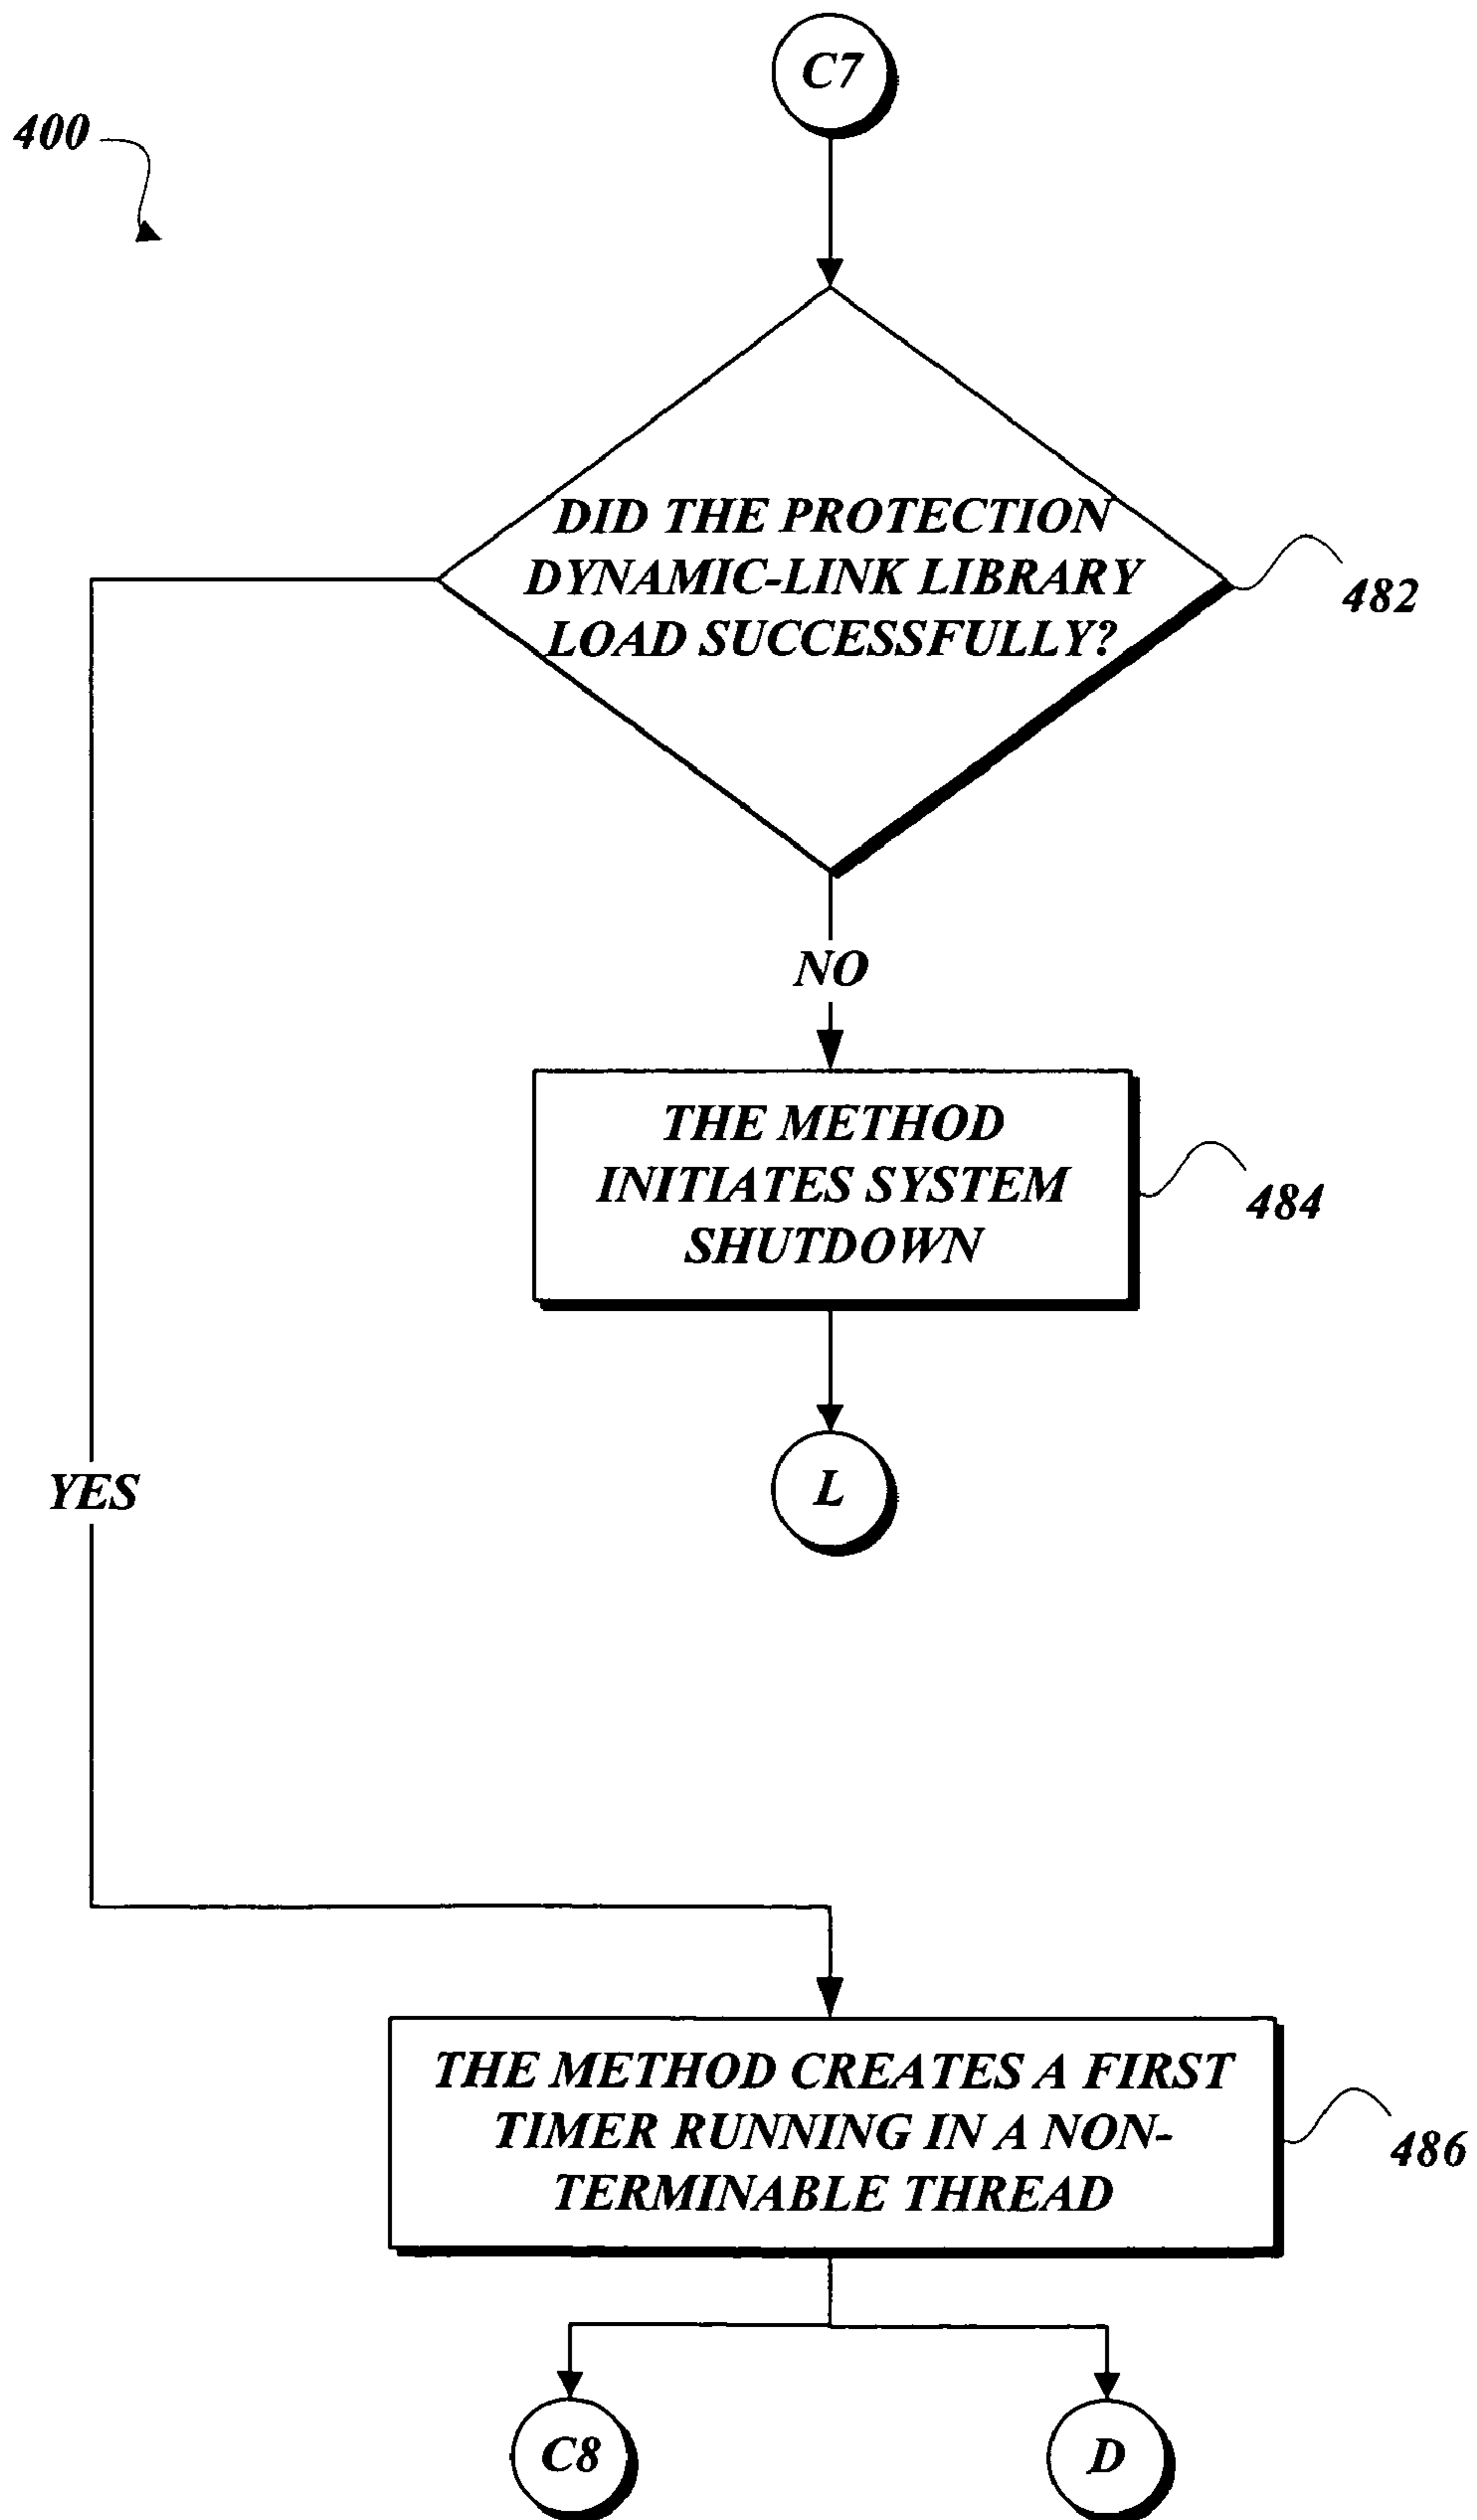 C7
400
DID THE PROTECTION
DYNAMIC-LINK LIBRARY
LOAD SUCCESSFULLY?
482
NO
THE METHOD
INITIATES SYSTEM
SHUTDOWN
484
L
YES
THE METHOD CREATES A FIRST
TIMER RUNNING IN A NON-
TERMINABLE THREAD
486
C8
D